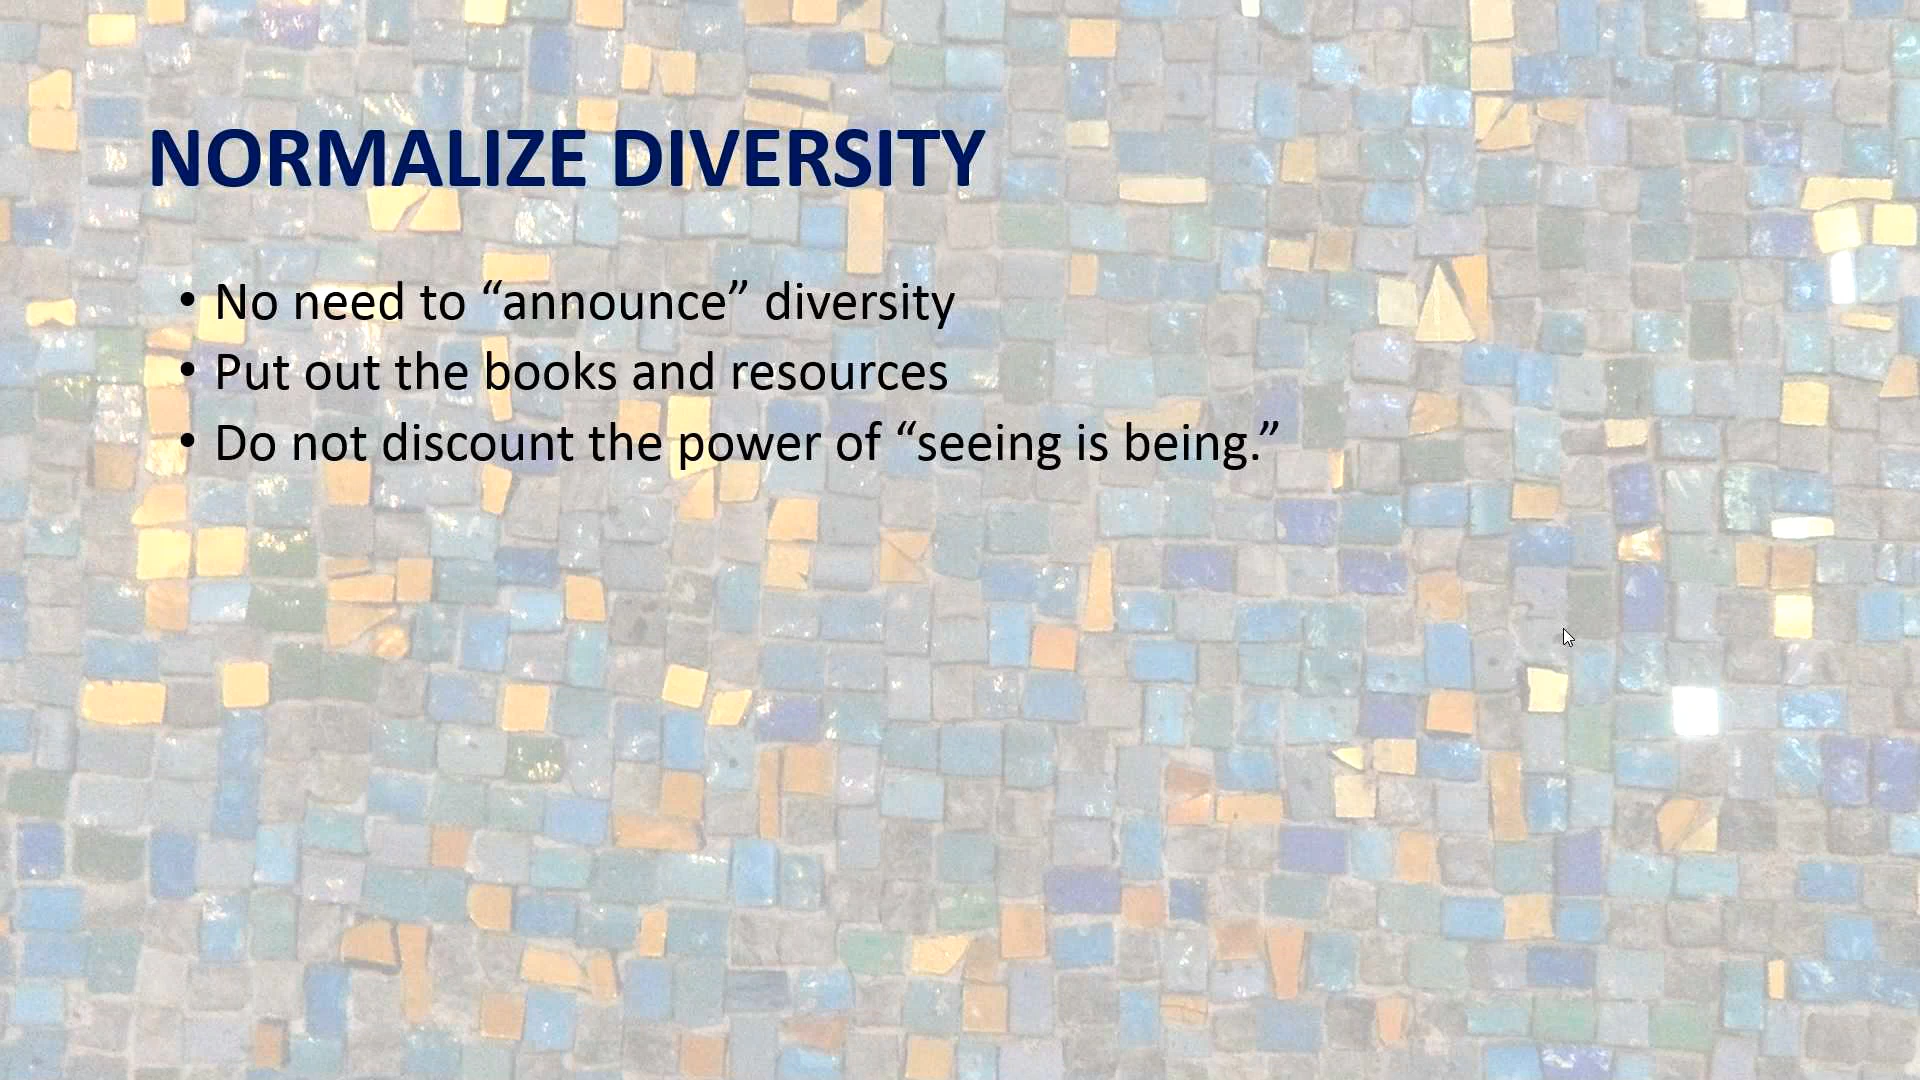 NORMALIZE DIVERSITY
• No need to “announce” diversity
• Put out the books and resources
• Do not discount the power of “seeing is being.”